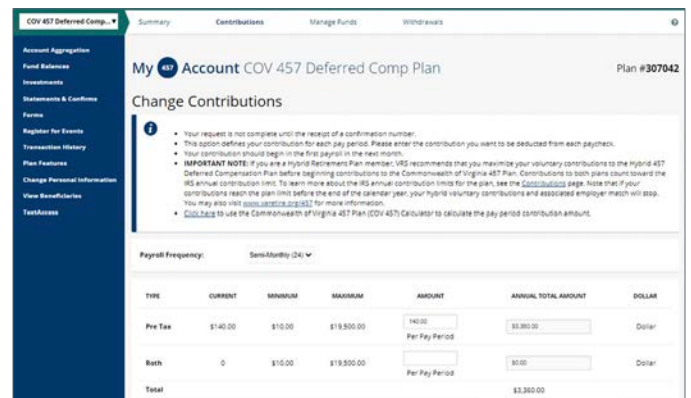 COV 457 Deferred Comp...
Summary
Contributions
Manage Funds
Withdrawals
Account Aggregation
Fund Balances
Investments
Statements & Confirms
Forms
Register for Events
Transaction History
Plan Features
Change Personal Information
View Beneficiaries
TextAccess
My 457 Account COV 457 Deferred Comp Plan
Plan #307042
Change Contributions
Your request is not complete until the receipt of a confirmation number.
This option defines your contribution for each pay period. Please enter the contribution you want to be deducted from each paycheck.
Your contribution should begin in the first payroll in the next month.
IMPORTANT NOTE: If you are a Hybrid Retirement Plan member, VRS recommends that you maximize your voluntary contributions to the Hybrid 457
Deferred Compensation Plan before beginning contributions to the Commonwealth of Virginia 457 Plan. Contributions to both plans count toward the
IRS annual contribution limit. To learn more about the IRS annual contribution limits for the plan, see the Contributions page. Note that if your
contributions reach the plan limit before the end of the calendar year, your hybrid voluntary contributions and associated employer match will stop.
You may also visit www.varetire.org/457 for more information.
Click here to use the Commonwealth of Virginia 457 Plan (COV 457) Calculator to calculate the pay period contribution amount.
Payroll Frequency: Semi-Monthly (24)
TYPE CURRENT MINIMUM MAXIMUM AMOUNT ANNUAL TOTAL AMOUNT DOLLAR
Pre Tax $140.00 $10.00 $19,500.00 140.00 $3,360.00 Dollar
Per Pay Period
Roth 0 $10.00 $19,500.00 $0.00 Dollar
Per Pay Period
Total $3,360.00